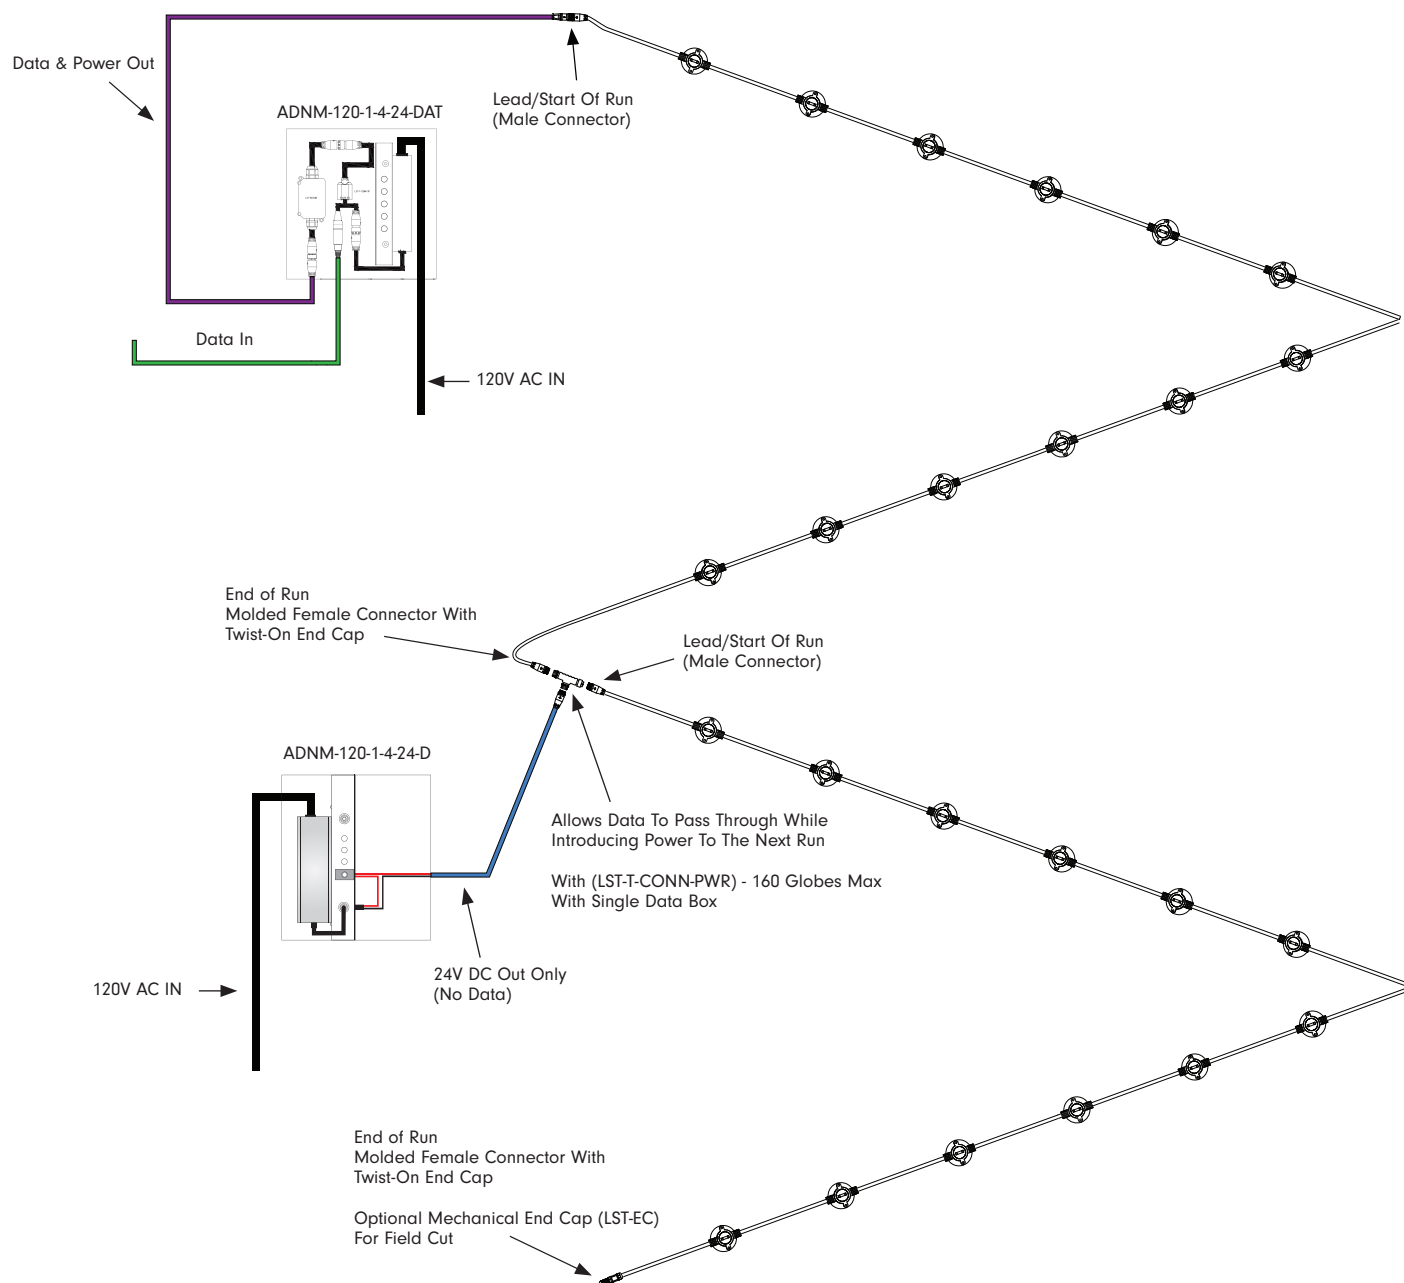 Data & Power Out
ADNM-120-1-4-24-DAT
Lead/Start Of Run
(Male Connector)
Data In
120V AC IN
End of Run
Molded Female Connector With
Twist-On End Cap
Lead/Start Of Run
(Male Connector)
ADNM-120-1-4-24-D
Allows Data To Pass Through While
Introducing Power To The Next Run
With (LST-T-CONN-PWR) - 160 Globes Max
With Single Data Box
24V DC Out Only
(No Data)
120V AC IN
End of Run
Molded Female Connector With
Twist-On End Cap
Optional Mechanical End Cap (LST-EC)
For Field Cut